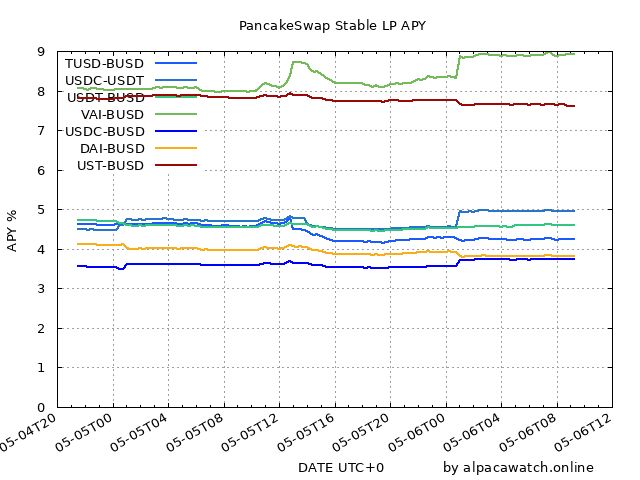 PancakeSwap Stable LP APY
9
8
7
6
5
4
3
2
1
0
APY %
TUSD-BUSD
USDC-USDT
USDT-BUSD
VAI-BUSD
USDC-BUSD
DAI-BUSD
UST-BUSD
05-04T20
05-05T00
05-05T04
05-05T08
05-05T12
05-05T16
05-05T20
05-06T00
05-06T04
05-06T08
05-06T12
DATE UTC+0
by alpacawatch.online